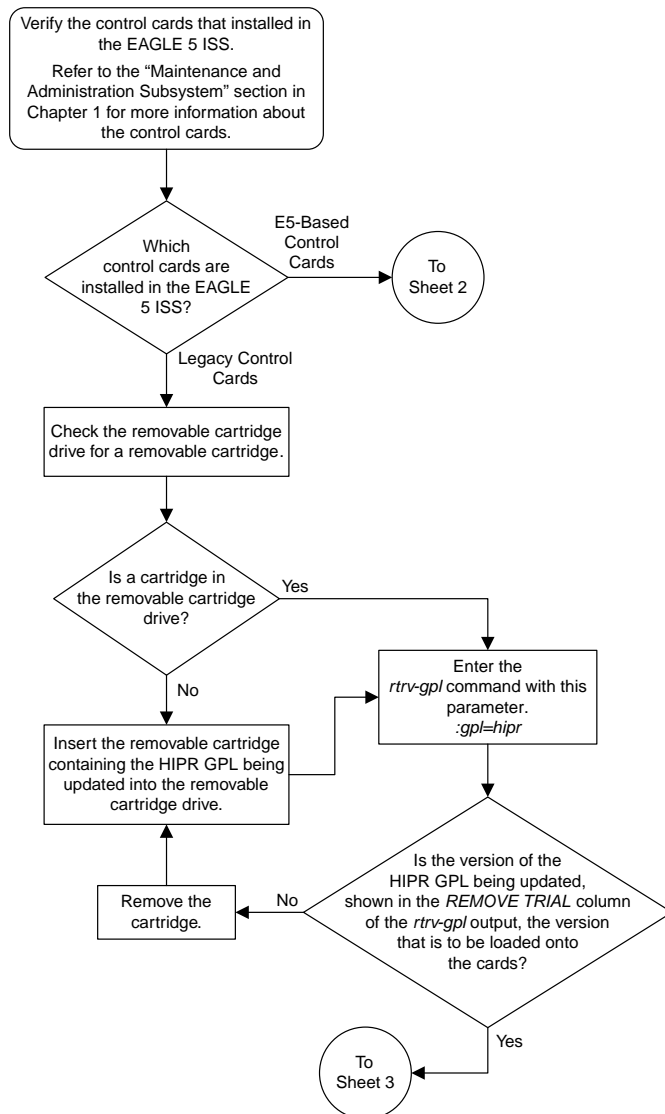 Verify the control cards that installed in
the EAGLE 5 ISS.
Refer to the “Maintenance and
Administration Subsystem” section in
Chapter 1 for more information about
the control cards.
Which
control cards are
installed in the EAGLE
5 ISS?
E5-Based
Control
Cards
To
Sheet 2
Legacy Control
Cards
Check the removable cartridge
drive for a removable cartridge.
Is a cartridge in
the removable cartridge
drive?
Yes
No
Enter the
rtrv-gpl command with this
parameter.
:gpl=hipr
Insert the removable cartridge
containing the HIPR GPL being
updated into the removable
cartridge drive.
Is the version of the
HIPR GPL being updated,
shown in the REMOVE TRIAL column
of the rtrv-gpl output, the version
that is to be loaded onto
the cards?
No
Remove the
cartridge.
Yes
To
Sheet 3